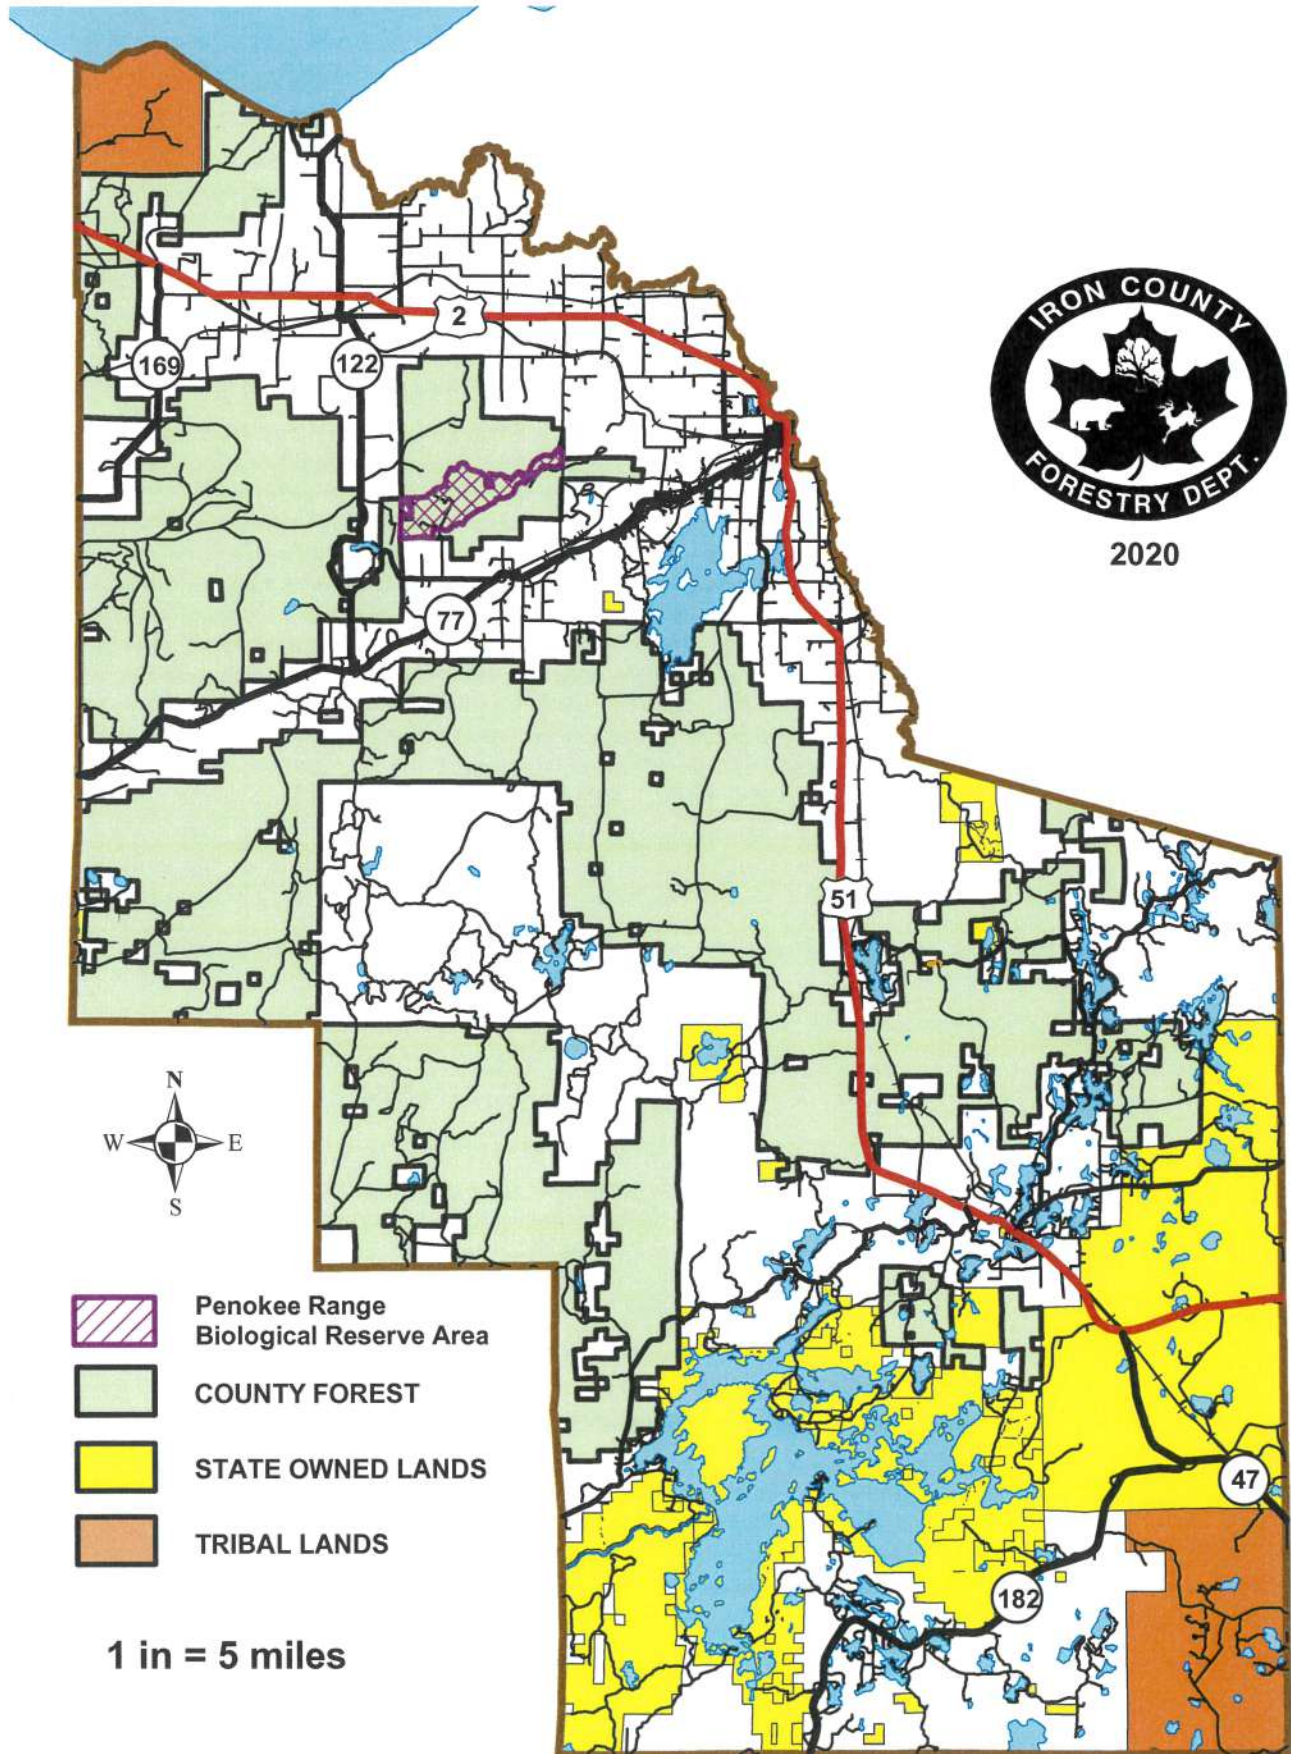 IRON COUNTY
FORESTRY DEPT.
2020
2
169
122
77
51
N
W E
S
Penokee Range
Biological Reserve Area
COUNTY FOREST
STATE OWNED LANDS
TRIBAL LANDS
47
182
1 in = 5 miles